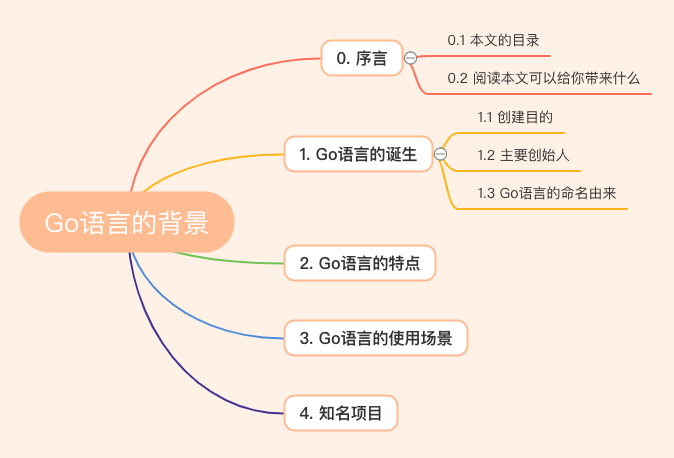 Go语言的背景
0. 序言
0.1 本文的目录
0.2 阅读本文可以给你带来什么
1. Go语言的诞生
1.1 创建目的
1.2 主要创始人
1.3 Go语言的命名由来
2. Go语言的特点
3. Go语言的使用场景
4. 知名项目